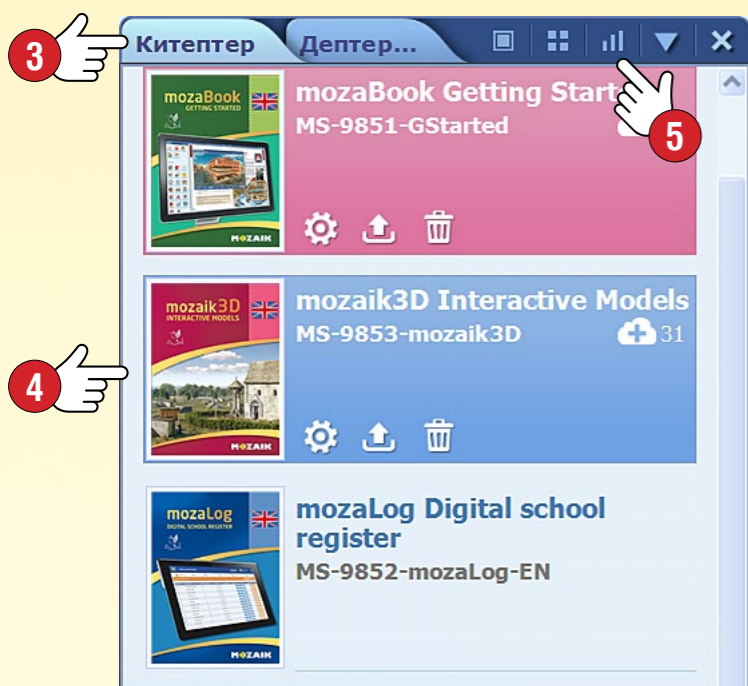 3
Китептер
Дептер...
5
mozaBook
GETTING STARTED
MOZAIK
mozaBook Getting Start
MS-9851-GStarted
4
mozaik3D
INTERACTIVE MODELS
MOZAIK
mozaik3D Interactive Models
MS-9853-mozaik3D
31
mozaLog
DIGITAL SCHOOL REGISTER
MOZAIK
mozaLog Digital school
register
MS-9852-mozaLog-EN